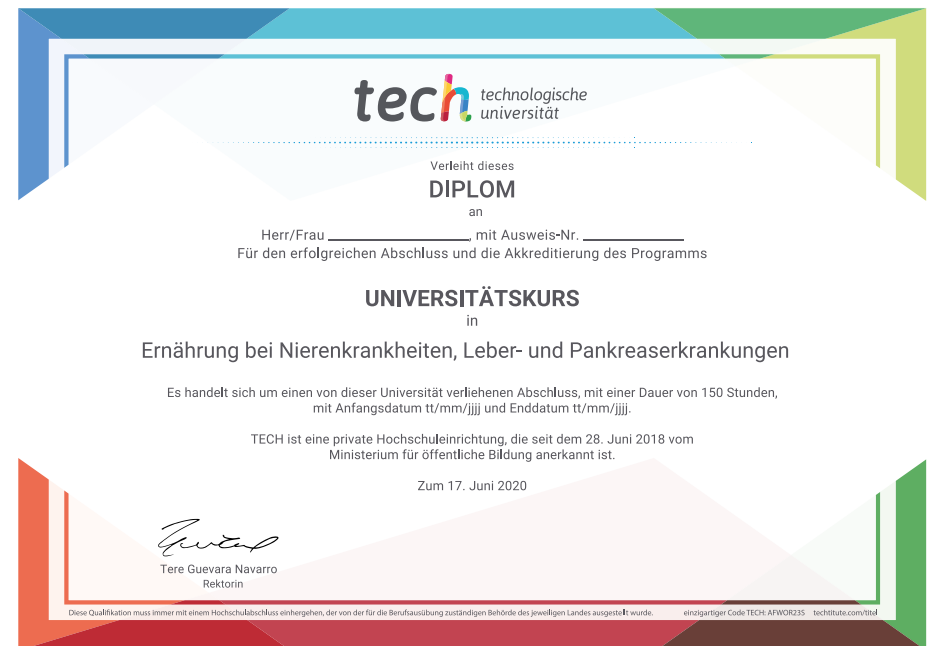 tech technologische
universität
Verleiht dieses
DIPLOM
an
Herr/Frau ____________________, mit Ausweis-Nr. ______________
Für den erfolgreichen Abschluss und die Akkreditierung des Programms
UNIVERSITÄTSKURS
in
Ernährung bei Nierenkrankheiten, Leber- und Pankreaserkrankungen
Es handelt sich um einen von dieser Universität verliehenen Abschluss, mit einer Dauer von 150 Stunden,
mit Anfangsdatum tt/mm/jjjj und Enddatum tt/mm/jjjj.
TECH ist eine private Hochschuleinrichtung, die seit dem 28. Juni 2018 vom
Ministerium für öffentliche Bildung anerkannt ist.
Zum 17. Juni 2020
Tere Guevara Navarro
Rektorin
Diese Qualifikation muss immer mit einem Hochschulabschluss einhergehen, der von der für die Berufsausübung zuständigen Behörde des jeweiligen Landes ausgestellt wurde. einzigartiger Code TECH: AFWOR23S techtitute.com/titel